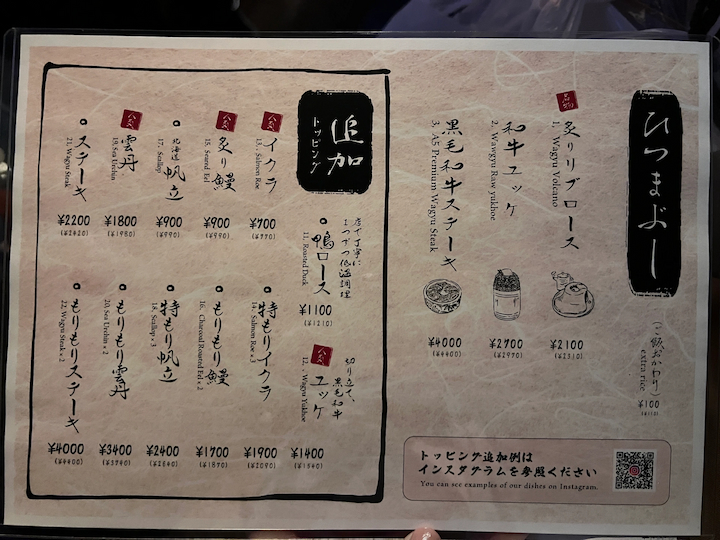 ひつまぶし
(ご飯おかわり)
extra rice
¥100
(¥110)
名物
炙りリブロース
1. Wagyu Volcano
¥2100
(¥2310)
和牛ユッケ
2. Wawgyu Raw yukhoe
¥2700
(¥2970)
黒毛和牛ステーキ
3. A5 Premium Wagyu Steak
¥4000
(¥4400)
トッピング追加例は
インスタグラムを参照ください
You can see examples of our dishes on Instagram.
追加
トッピング
店で丁寧に
1つずつ低温調理
鴨ロース
11. Roasted Duck
¥1100
(¥1210)
人気
切り立て、
黒毛和牛
ユッケ
12. Wagyu Yukhoe
¥1400
(¥1540)
人気
イクラ
13. Salmon Roe
¥700
(¥770)
特もりイクラ
14. Salmon Roe × 3
¥1900
(¥2090)
人気
炙り鰻
15. Seared Eel
¥900
(¥990)
もりもり鰻
16. Charcoal Roasted Eel × 2
¥1700
(¥1870)
北海道
帆立
17. Scallop
¥900
(¥990)
特もり帆立
18. Scallop × 3
¥2400
(¥2640)
人気
雲丹
19. Sea Urchin
¥1800
(¥1980)
もりもり雲丹
20. Sea Urchin × 2
¥3400
(¥3740)
ステーキ
21. Wagyu Steak
¥2200
(¥2420)
もりもりステーキ
22. Wagyu Steak × 2
¥4000
(¥4400)